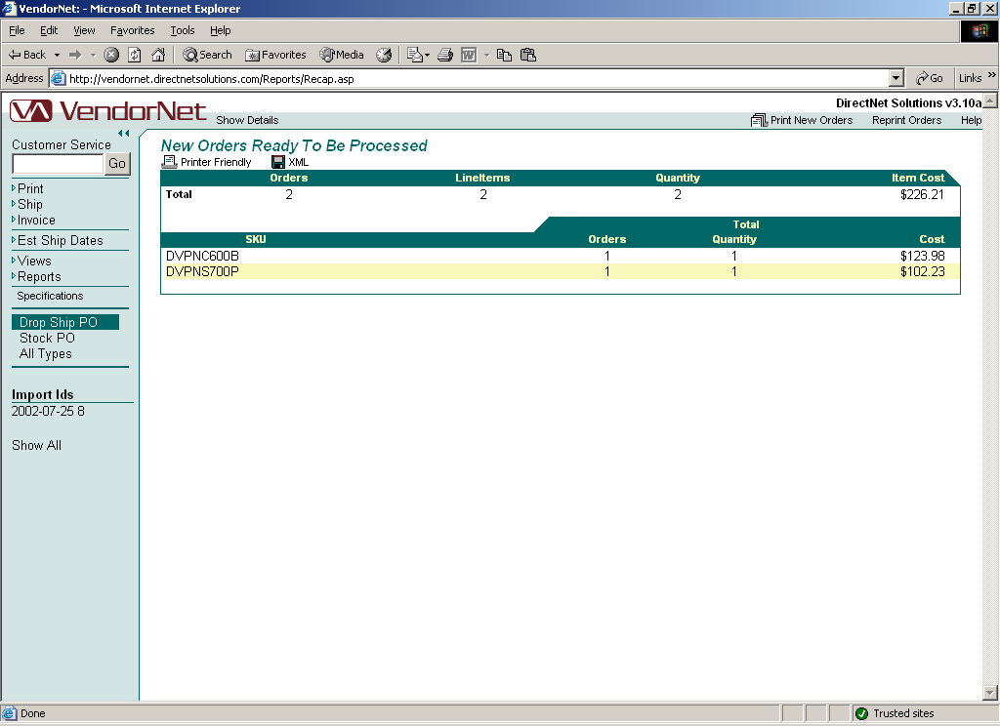 VendorNet: - Microsoft Internet Explorer
File Edit View Favorites Tools Help
Back Search Favorites Media
Address http://vendornet.directnetsolutions.com/Reports/Recap.asp Go Links »
VA VendorNet
DirectNet Solutions v3.10a
Show Details
Print New Orders Reprint Orders Help
Customer Service
Go
Print
Ship
Invoice
Est Ship Dates
Views
Reports
Specifications
Drop Ship PO
Stock PO
All Types
Import Ids
2002-07-25 8
Show All
New Orders Ready To Be Processed
Printer Friendly XML
Orders LineItems Quantity Item Cost
Total 2 2 2 $226.21
Total
SKU Orders Quantity Cost
DVPNC600B 1 1 $123.98
DVPNS700P 1 1 $102.23
Done Trusted sites